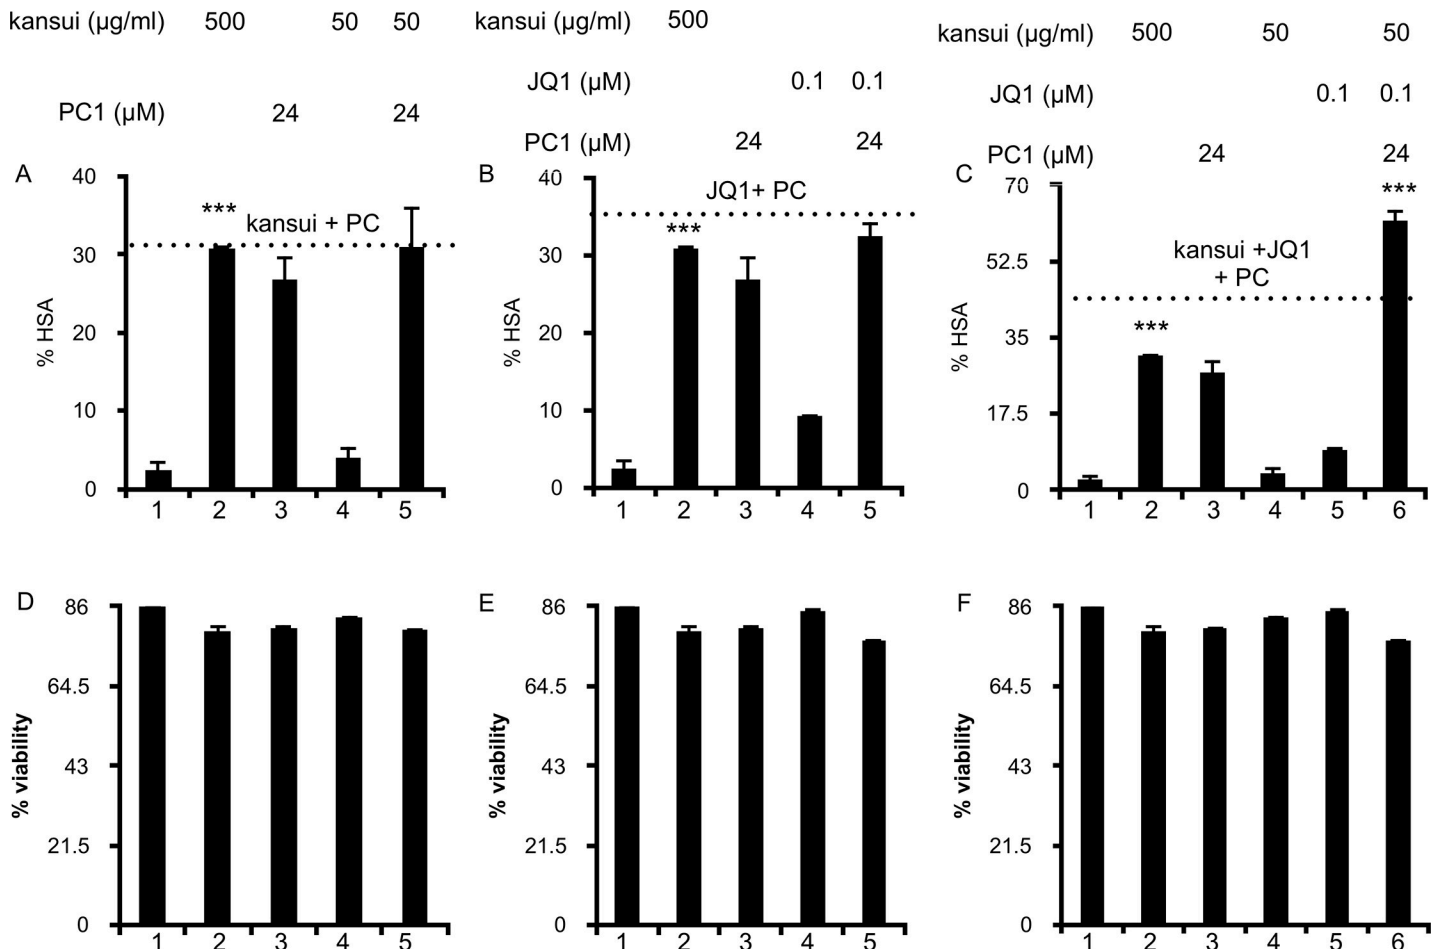 kansui (µg/ml) 500 50 50
PC1 (µM) 24 24
kansui (µg/ml) 500
JQ1 (µM) 0.1 0.1
PC1 (µM) 24 24
kansui (µg/ml) 500 50 50
JQ1 (µM) 0.1 0.1
PC1 (µM) 24 24
A
% HSA
40
30
20
10
0
***
kansui + PC
1 2 3 4 5
B
% HSA
40
30
20
10
0
JQ1+ PC
***
1 2 3 4 5
C
% HSA
70
52.5
35
17.5
0
***
kansui +JQ1
+ PC
***
1 2 3 4 5 6
D
% viability
86
64.5
43
21.5
0
1 2 3 4 5
E
% viability
86
64.5
43
21.5
0
1 2 3 4 5
F
% viability
86
64.5
43
21.5
0
1 2 3 4 5 6